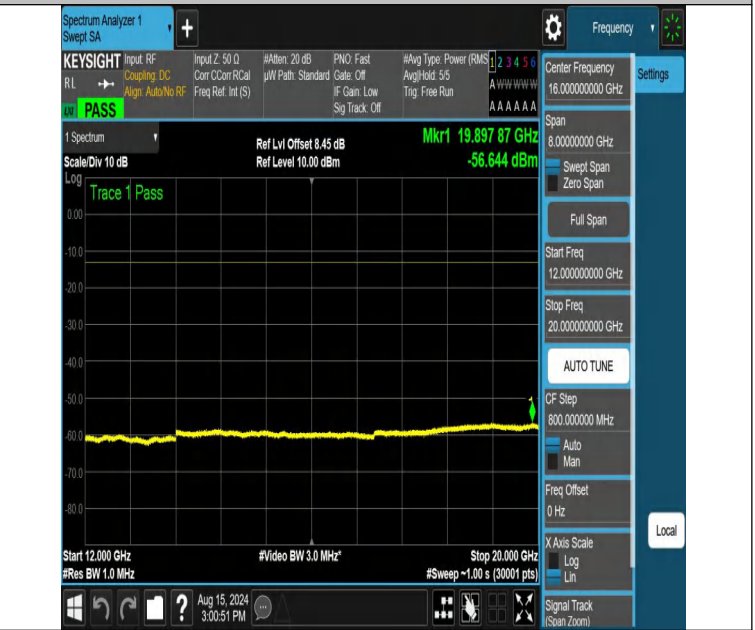 Spectrum Analyzer 1
Swept SA
Frequency
KEYSIGHT
RL
PASS
Input: RF
Coupling: DC
Align: Auto/No RF
Input Z: 50 Ω
Corr CCorr RCal
Freq Ref: Int (S)
#Atten: 20 dB
µW Path: Standard
PNO: Fast
Gate: Off
IF Gain: Low
Sig Track: Off
#Avg Type: Power (RMS
Avg|Hold: 5/5
Trig: Free Run
1 2 3 4 5 6
A W W W W W
A A A A A A
1 Spectrum
Scale/Div 10 dB
Ref Lvl Offset 8.45 dB
Ref Level 10.00 dBm
Mkr1 19.897 87 GHz
-56.644 dBm
Log
Trace 1 Pass
0.00
-10.0
-20.0
-30.0
-40.0
-50.0
-60.0
-70.0
-80.0
1
Start 12.000 GHz
#Res BW 1.0 MHz
#Video BW 3.0 MHz*
Stop 20.000 GHz
#Sweep ~1.00 s (30001 pts)
Aug 15, 2024
3:00:51 PM
Center Frequency
16.000000000 GHz
Settings
Span
8.00000000 GHz
Swept Span
Zero Span
Full Span
Start Freq
12.000000000 GHz
Stop Freq
20.000000000 GHz
AUTO TUNE
CF Step
800.000000 MHz
Auto
Man
Freq Offset
0 Hz
X Axis Scale
Log
Lin
Signal Track
(Span Zoom)
Local